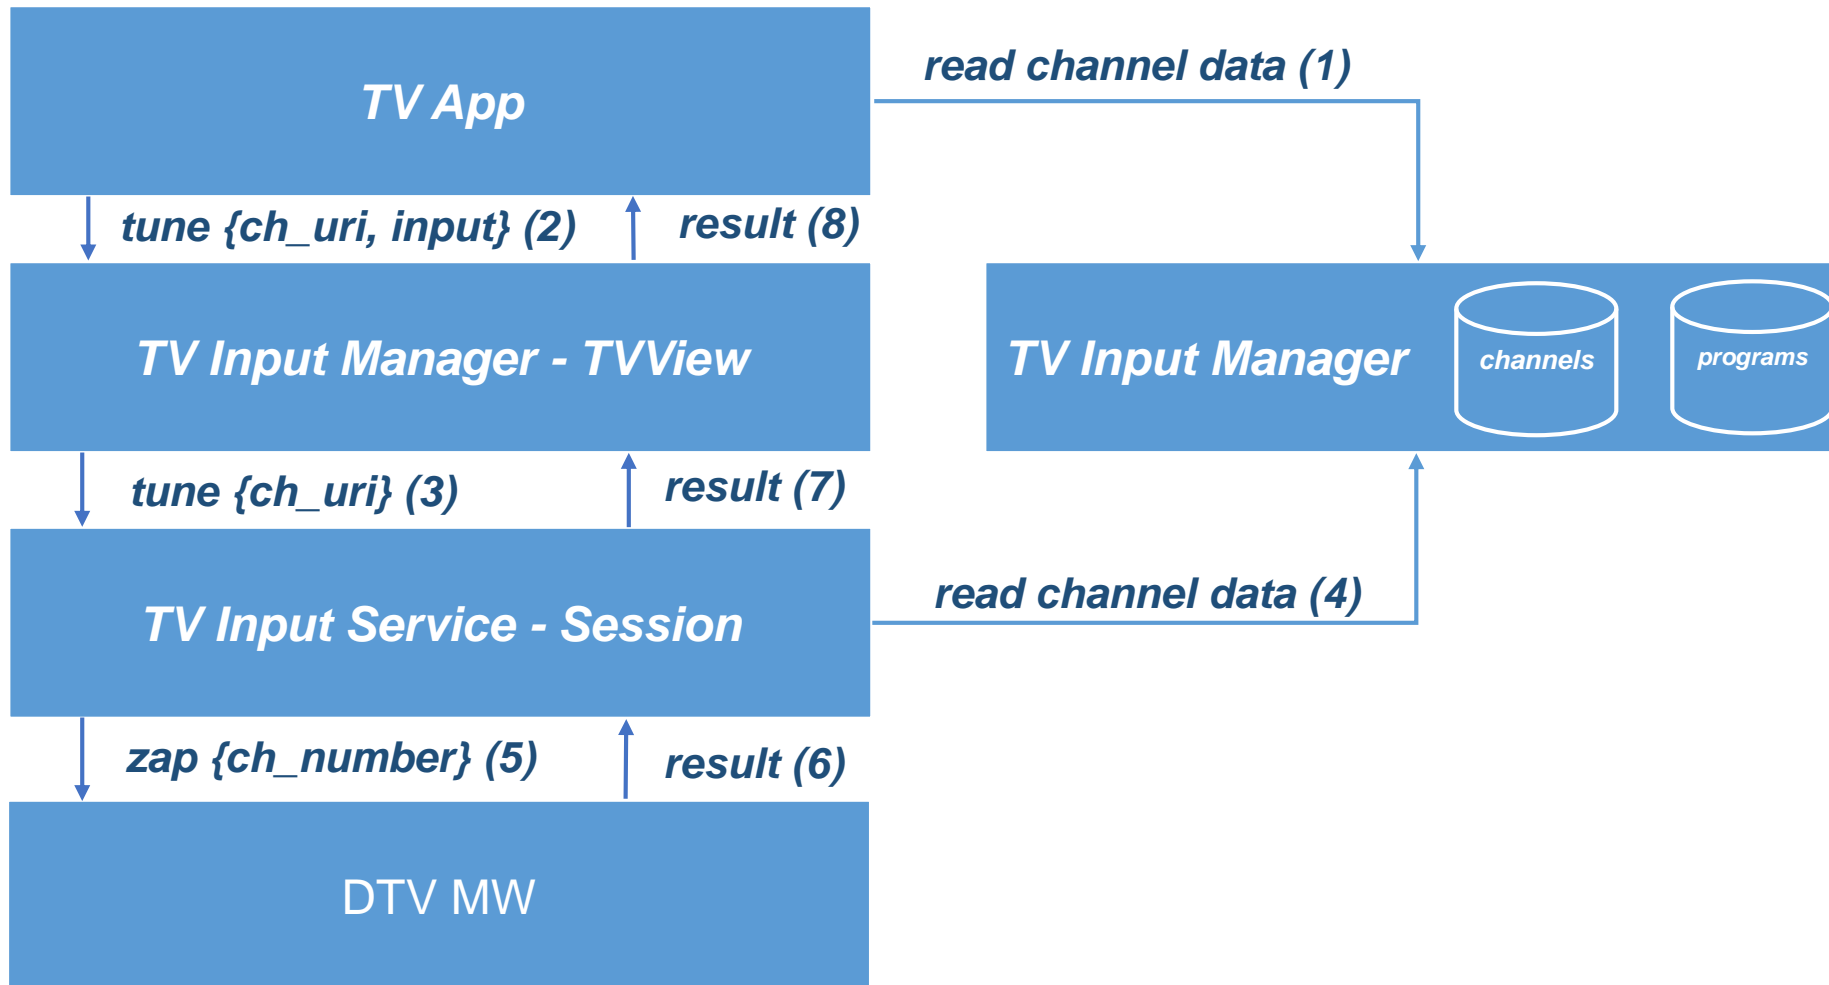 TV App
read channel data (1)
tune {ch_uri, input} (2)
result (8)
TV Input Manager - TVView
TV Input Manager
channels
programs
tune {ch_uri} (3)
result (7)
TV Input Service - Session
read channel data (4)
zap {ch_number} (5)
result (6)
DTV MW